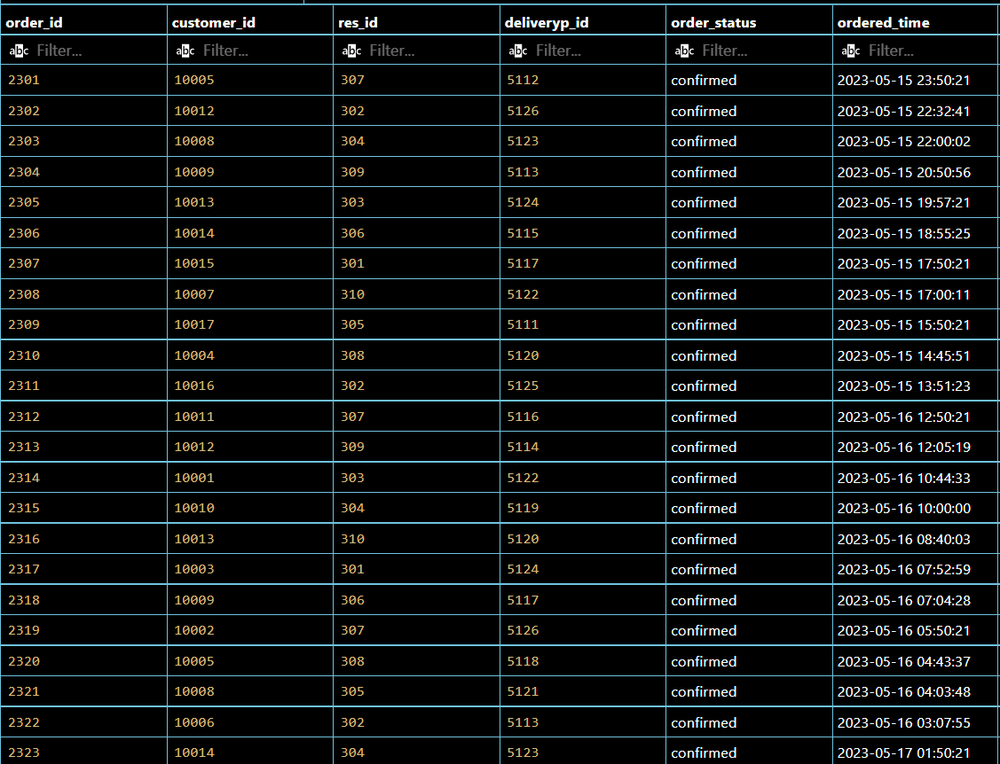 order_id customer_id res_id deliveryp_id order_status ordered_time
abc Filter... abc Filter... abc Filter... abc Filter... abc Filter... abc Filter...
2301 10005 307 5112 confirmed 2023-05-15 23:50:21
2302 10012 302 5126 confirmed 2023-05-15 22:32:41
2303 10008 304 5123 confirmed 2023-05-15 22:00:02
2304 10009 309 5113 confirmed 2023-05-15 20:50:56
2305 10013 303 5124 confirmed 2023-05-15 19:57:21
2306 10014 306 5115 confirmed 2023-05-15 18:55:25
2307 10015 301 5117 confirmed 2023-05-15 17:50:21
2308 10007 310 5122 confirmed 2023-05-15 17:00:11
2309 10017 305 5111 confirmed 2023-05-15 15:50:21
2310 10004 308 5120 confirmed 2023-05-15 14:45:51
2311 10016 302 5125 confirmed 2023-05-15 13:51:23
2312 10011 307 5116 confirmed 2023-05-16 12:50:21
2313 10012 309 5114 confirmed 2023-05-16 12:05:19
2314 10001 303 5122 confirmed 2023-05-16 10:44:33
2315 10010 304 5119 confirmed 2023-05-16 10:00:00
2316 10013 310 5120 confirmed 2023-05-16 08:40:03
2317 10003 301 5124 confirmed 2023-05-16 07:52:59
2318 10009 306 5117 confirmed 2023-05-16 07:04:28
2319 10002 307 5126 confirmed 2023-05-16 05:50:21
2320 10005 308 5118 confirmed 2023-05-16 04:43:37
2321 10008 305 5121 confirmed 2023-05-16 04:03:48
2322 10006 302 5113 confirmed 2023-05-16 03:07:55
2323 10014 304 5123 confirmed 2023-05-17 01:50:21